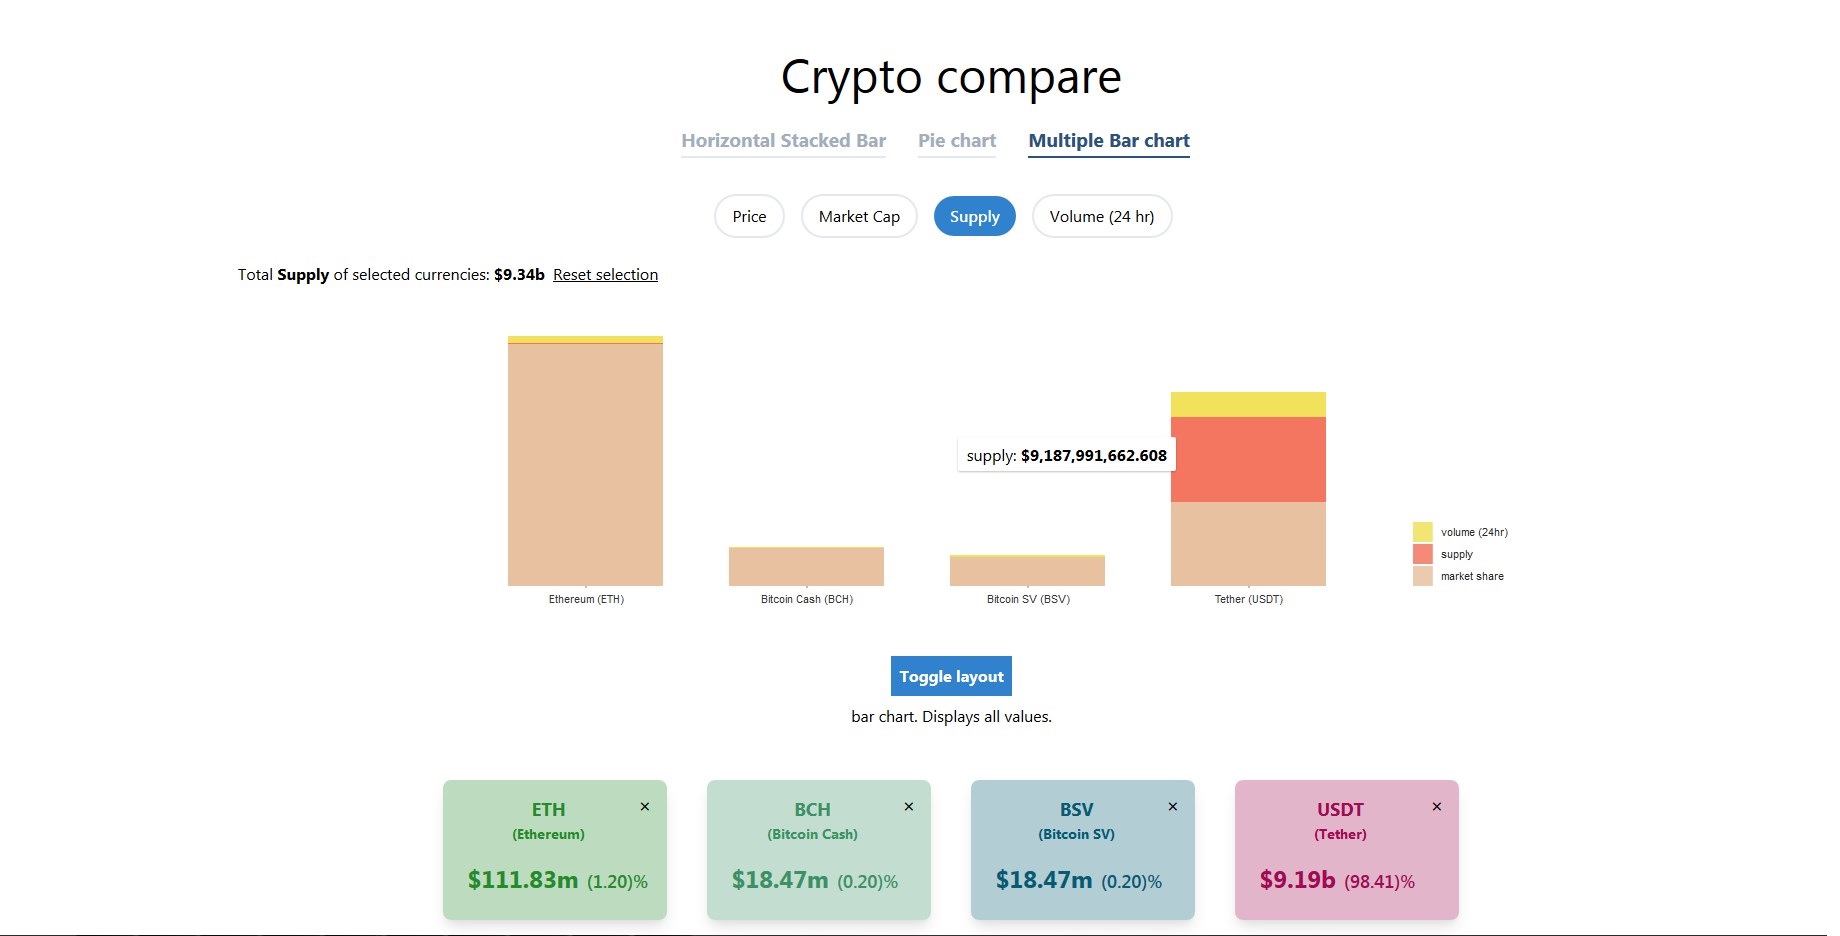 Crypto compare
Horizontal Stacked Bar Pie chart Multiple Bar chart
Price Market Cap Supply Volume (24 hr)
Total Supply of selected currencies: $9.34b Reset selection
supply: $9,187,991,662.608
volume (24hr)
supply
market share
Ethereum (ETH) Bitcoin Cash (BCH) Bitcoin SV (BSV) Tether (USDT)
Toggle layout
bar chart. Displays all values.
ETH × BCH × BSV × USDT ×
(Ethereum) (Bitcoin Cash) (Bitcoin SV) (Tether)
$111.83m (1.20)% $18.47m (0.20)% $18.47m (0.20)% $9.19b (98.41)%